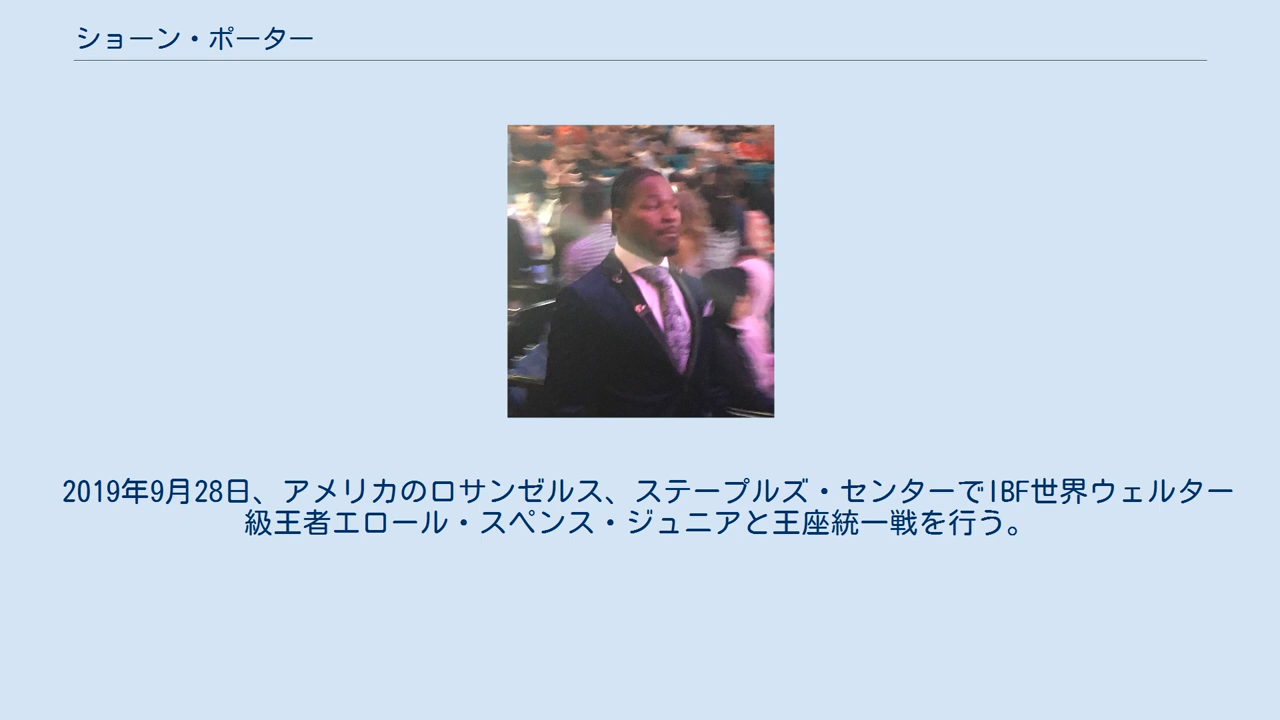 ショーン・ポーター
2019年9月28日、アメリカのロサンゼルス、ステープルズ・センターでIBF世界ウェルター
級王者エロール・スペンス・ジュニアと王座統一戦を行う。